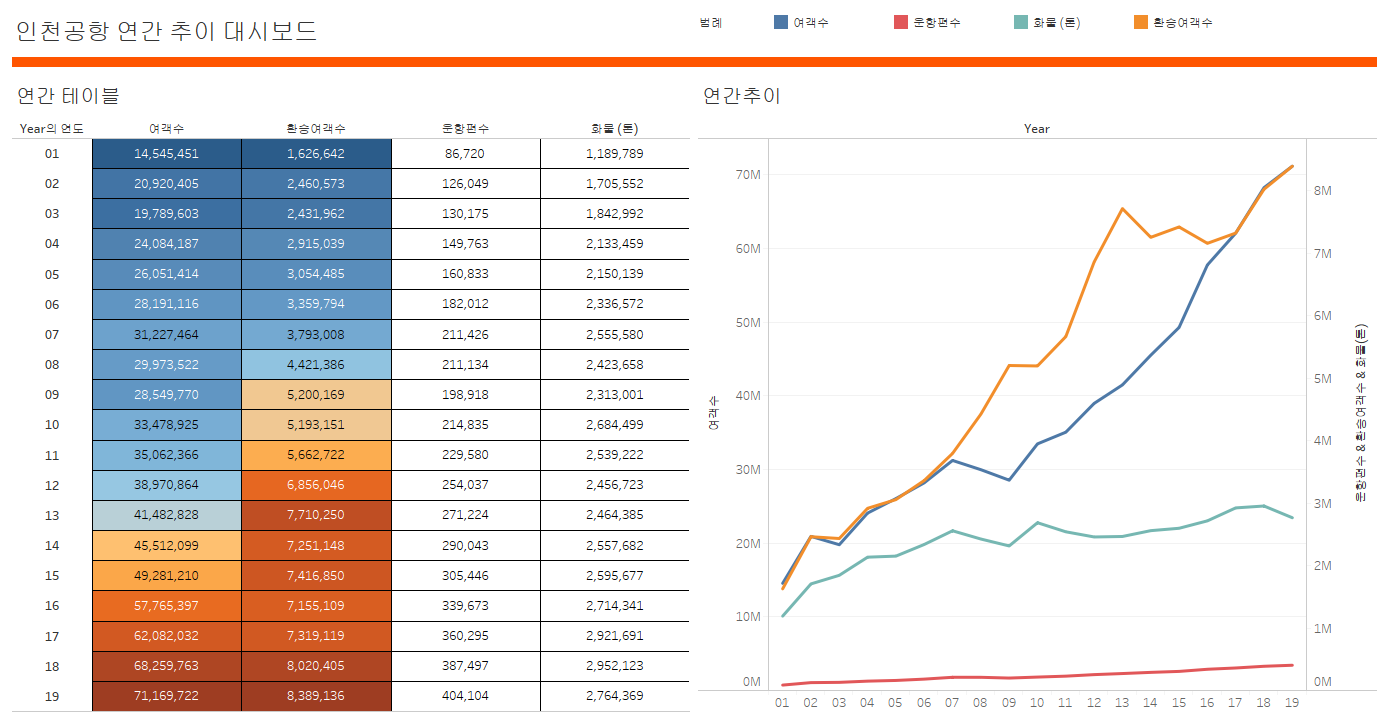 인천공항 연간 추이 대시보드
범례 여객수 운항편수 화물 (톤) 환승여객수
연간 테이블
Year의 연도 여객수 환승여객수 운항편수 화물 (톤)
01 14,545,451 1,626,642 86,720 1,189,789
02 20,920,405 2,460,573 126,049 1,705,552
03 19,789,603 2,431,962 130,175 1,842,992
04 24,084,187 2,915,039 149,763 2,133,459
05 26,051,414 3,054,485 160,833 2,150,139
06 28,191,116 3,359,794 182,012 2,336,572
07 31,227,464 3,793,008 211,426 2,555,580
08 29,973,522 4,421,386 211,134 2,423,658
09 28,549,770 5,200,169 198,918 2,313,001
10 33,478,925 5,193,151 214,835 2,684,499
11 35,062,366 5,662,722 229,580 2,539,222
12 38,970,864 6,856,046 254,037 2,456,723
13 41,482,828 7,710,250 271,224 2,464,385
14 45,512,099 7,251,148 290,043 2,557,682
15 49,281,210 7,416,850 305,446 2,595,677
16 57,765,397 7,155,109 339,673 2,714,341
17 62,082,032 7,319,119 360,295 2,921,691
18 68,259,763 8,020,405 387,497 2,952,123
19 71,169,722 8,389,136 404,104 2,764,369
연간추이
Year
여객수
70M
60M
50M
40M
30M
20M
10M
0M
8M
7M
6M
5M
4M
3M
2M
1M
0M
운항편수 & 환승여객수 & 화물(톤)
01 02 03 04 05 06 07 08 09 10 11 12 13 14 15 16 17 18 19